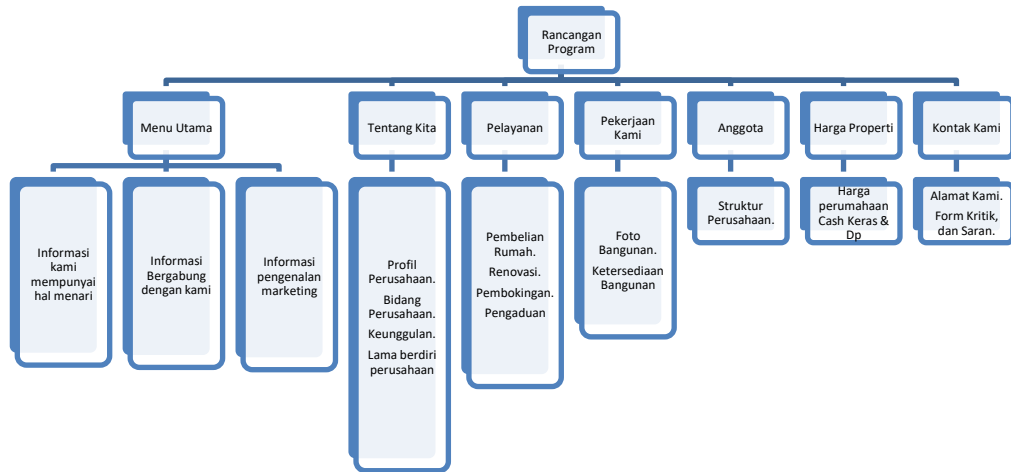 Rancangan
Program
Menu Utama
Tentang Kita
Pelayanan
Pekerjaan
Kami
Anggota
Harga Properti
Kontak Kami
Informasi
kami
mempunyai
hal menari
Informasi
Bergabung
dengan kami
Informasi
pengenalan
marketing
Profil
Perusahaan.
Bidang
Perusahaan.
Keunggulan.
Lama berdiri
perusahaan
Pembelian
Rumah.
Renovasi.
Pembokingan.
Pengaduan
Foto
Bangunan.
Ketersediaan
Bangunan
Struktur
Perusahaan.
Harga
perumahaan
Cash Keras &
Dp
Alamat Kami.
Form Kritik,
dan Saran.